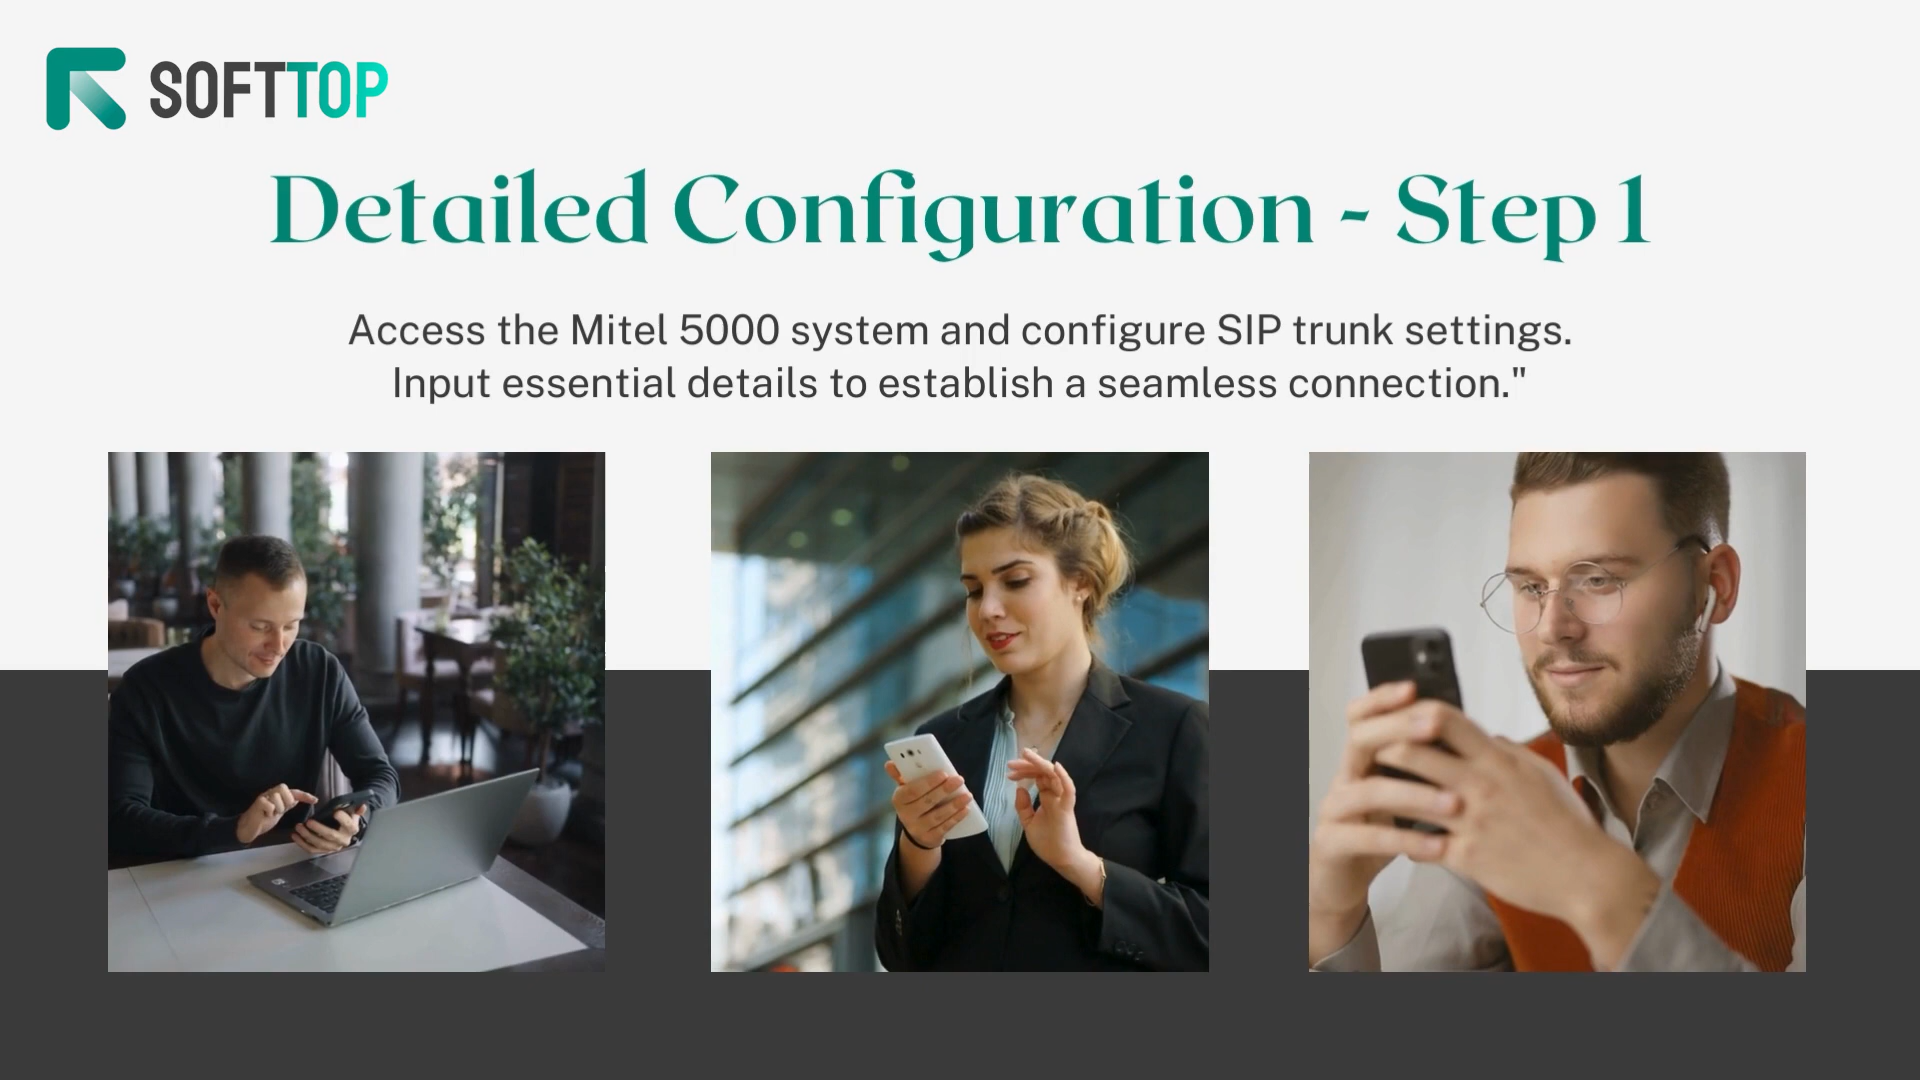 SOFTTOP
Detailed Configuration - Step 1
Access the Mitel 5000 system and configure SIP trunk settings.
Input essential details to establish a seamless connection."